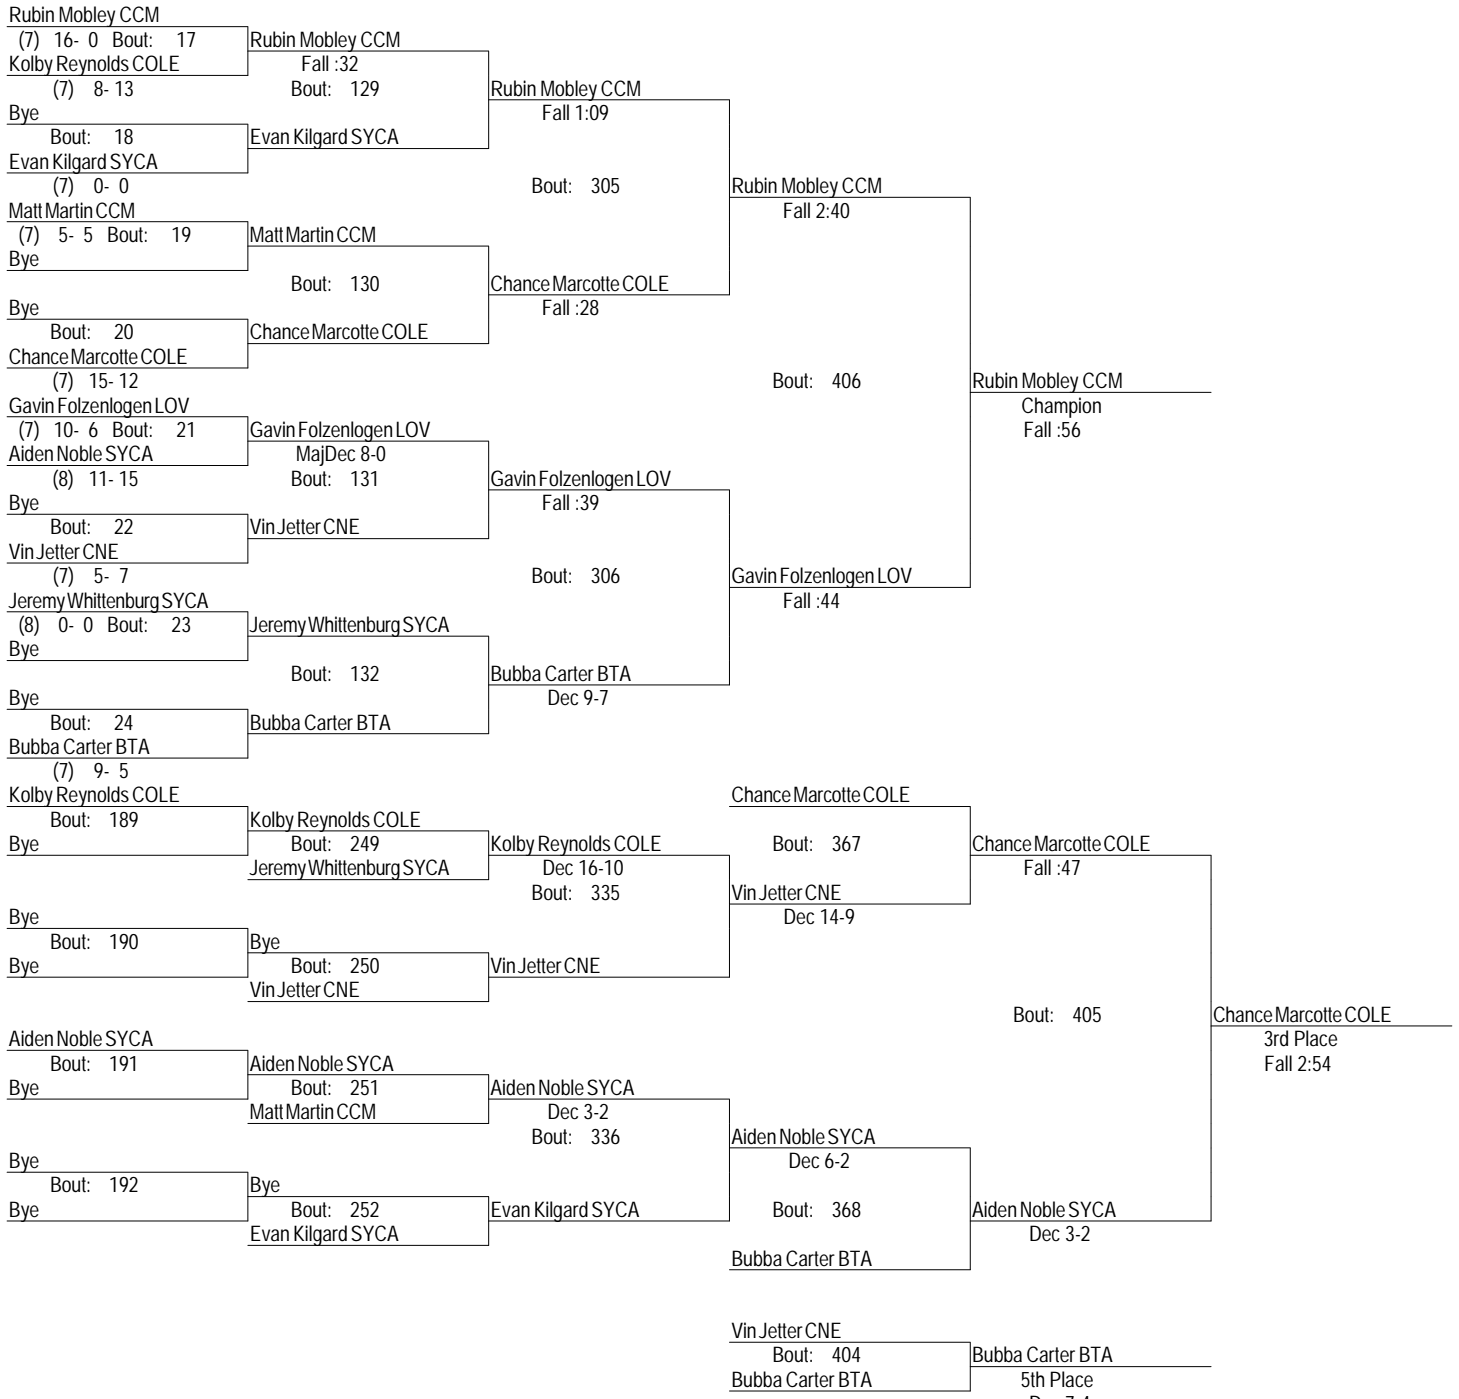 Rubin Mobley CCM
(7) 16- 0 Bout: 17 Rubin Mobley CCM
Kolby Reynolds COLE Fall :32
(7) 8- 13 Bout: 129 Rubin Mobley CCM
Bye Fall 1:09
Bout: 18 Evan Kilgard SYCA
Evan Kilgard SYCA
(7) 0- 0 Bout: 305 Rubin Mobley CCM
Matt Martin CCM Fall 2:40
(7) 5- 5 Bout: 19 Matt Martin CCM
Bye
Bout: 130 Chance Marcotte COLE
Bye Fall :28
Bout: 20 Chance Marcotte COLE
Chance Marcotte COLE
(7) 15- 12 Bout: 406 Rubin Mobley CCM
Gavin Folzenlogen LOV Champion
(7) 10- 6 Bout: 21 Gavin Folzenlogen LOV Fall :56
Aiden Noble SYCA MajDec 8-0
(8) 11- 15 Bout: 131 Gavin Folzenlogen LOV
Bye Fall :39
Bout: 22 Vin Jetter CNE
Vin Jetter CNE
(7) 5- 7 Bout: 306 Gavin Folzenlogen LOV
Jeremy Whittenburg SYCA Fall :44
(8) 0- 0 Bout: 23 Jeremy Whittenburg SYCA
Bye
Bout: 132 Bubba Carter BTA
Bye Dec 9-7
Bout: 24 Bubba Carter BTA
Bubba Carter BTA
(7) 9- 5
Kolby Reynolds COLE Chance Marcotte COLE
Bout: 189 Kolby Reynolds COLE
Bye Bout: 249 Kolby Reynolds COLE Bout: 367 Chance Marcotte COLE
Jeremy Whittenburg SYCA Dec 16-10 Fall :47
Bout: 335 Vin Jetter CNE
Bye Dec 14-9
Bout: 190 Bye
Bye Bout: 250 Vin Jetter CNE
Vin Jetter CNE
Bout: 405 Chance Marcotte COLE
Aiden Noble SYCA 3rd Place
Bout: 191 Aiden Noble SYCA Fall 2:54
Bye Bout: 251 Aiden Noble SYCA
Matt Martin CCM Dec 3-2
Bout: 336 Aiden Noble SYCA
Bye Dec 6-2
Bout: 192 Bye
Bye Bout: 252 Evan Kilgard SYCA Bout: 368 Aiden Noble SYCA
Evan Kilgard SYCA Dec 3-2
Bubba Carter BTA
Vin Jetter CNE
Bout: 404 Bubba Carter BTA
Bubba Carter BTA 5th Place